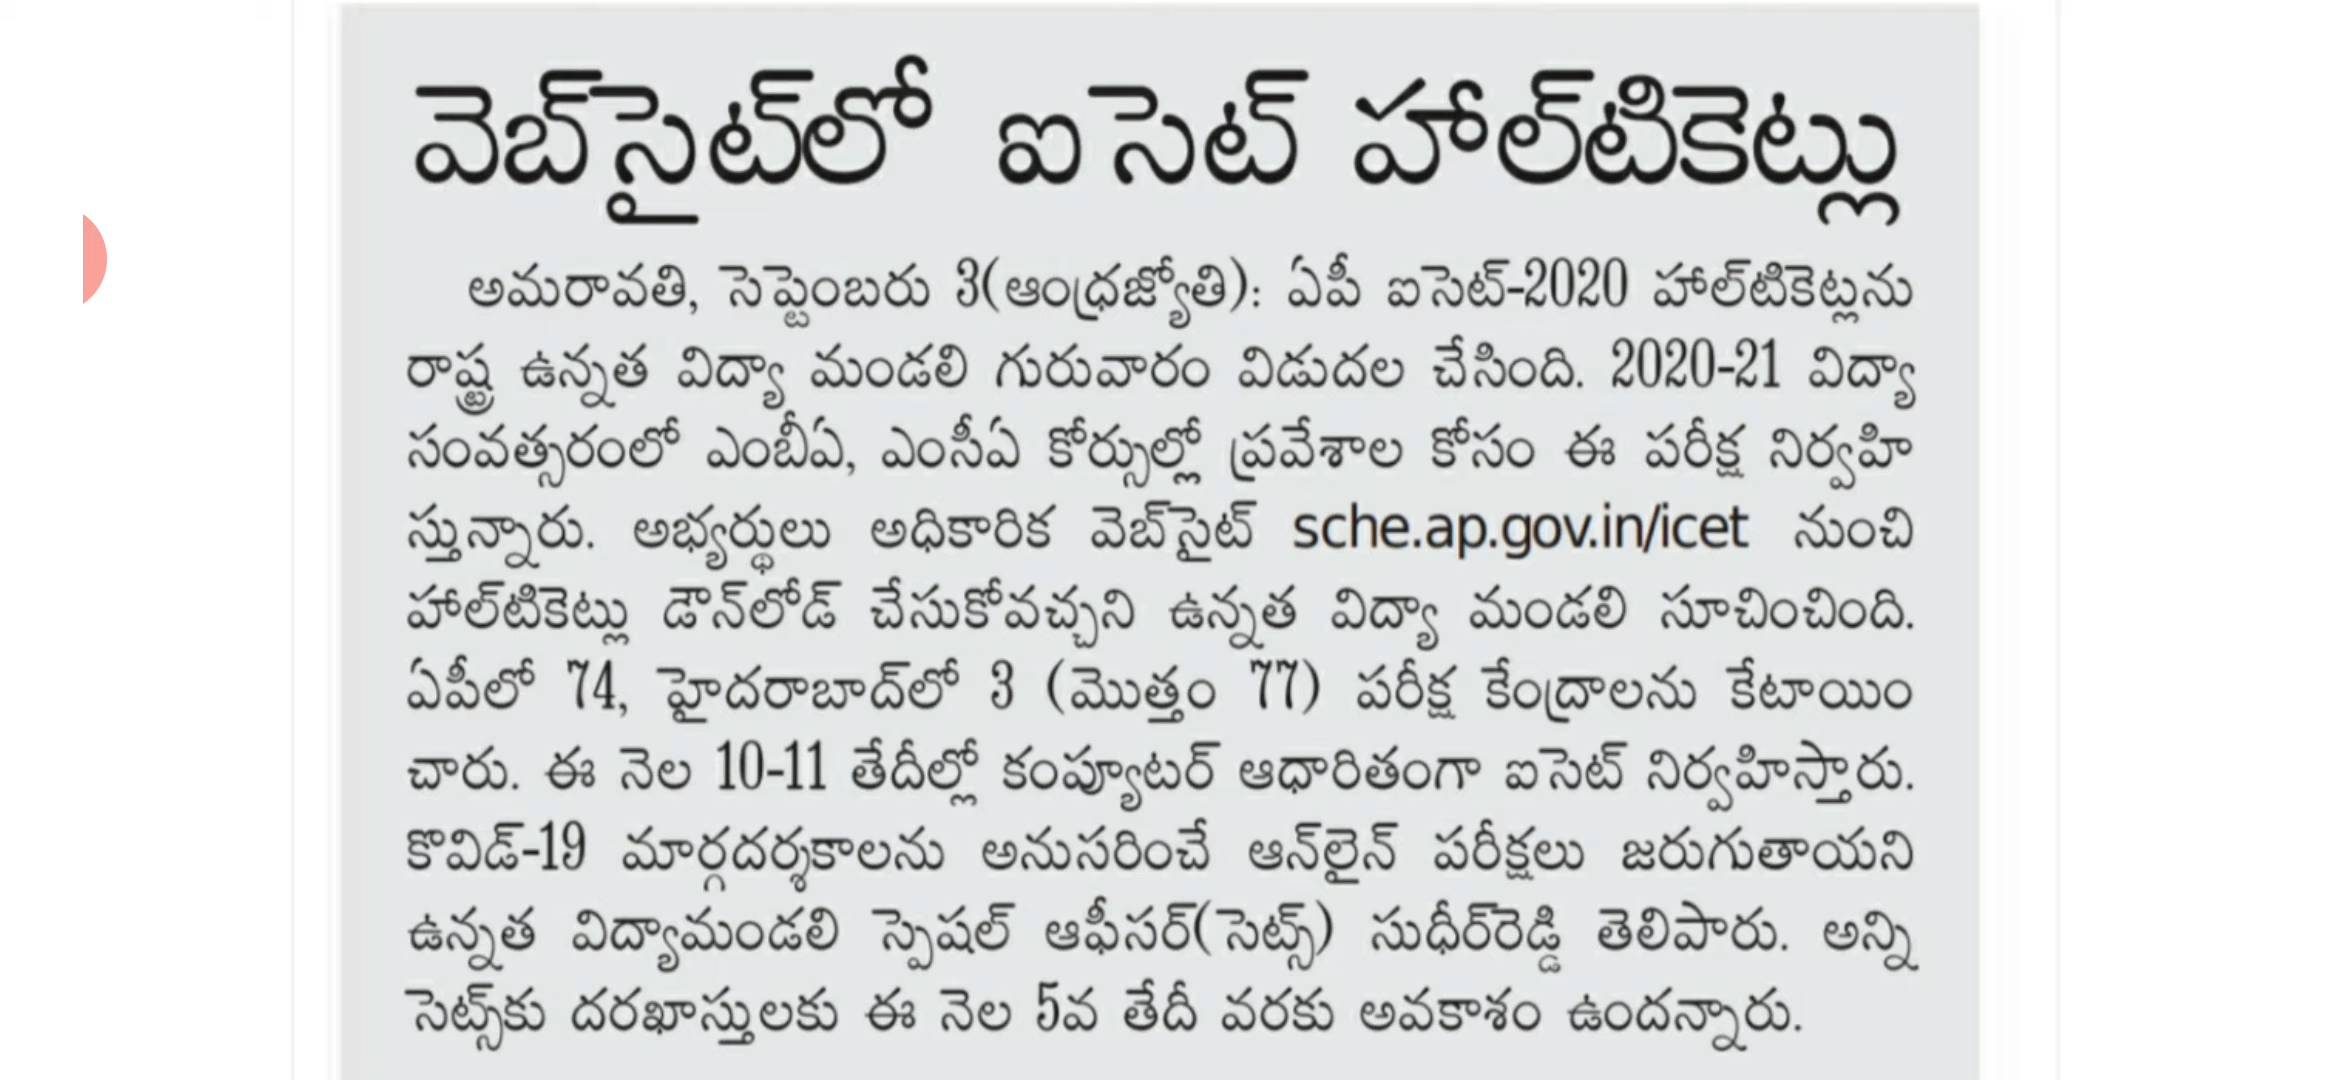 వెబ్‌సైట్‌లో ఐసెట్ హాల్‌టికెట్లు
అమరావతి, సెప్టెంబరు 3(ఆంధ్రజ్యోతి): ఏపీ ఐసెట్-2020 హాల్‌టికెట్లను
రాష్ట్ర ఉన్నత విద్యా మండలి గురువారం విడుదల చేసింది. 2020-21 విద్యా
సంవత్సరంలో ఎంబీఏ, ఎంసీఏ కోర్సుల్లో ప్రవేశాల కోసం ఈ పరీక్ష నిర్వహి
స్తున్నారు. అభ్యర్థులు అధికారిక వెబ్‌సైట్ sche.ap.gov.in/icet నుంచి
హాల్‌టికెట్లు డౌన్‌లోడ్ చేసుకోవచ్చని ఉన్నత విద్యా మండలి సూచించింది.
ఏపీలో 74, హైదరాబాద్‌లో 3 (మొత్తం 77) పరీక్ష కేంద్రాలను కేటాయిం
చారు. ఈ నెల 10-11 తేదీల్లో కంప్యూటర్ ఆధారితంగా ఐసెట్ నిర్వహిస్తారు.
కొవిడ్-19 మార్గదర్శకాలను అనుసరించే ఆన్‌లైన్ పరీక్షలు జరుగుతాయని
ఉన్నత విద్యామండలి స్పెషల్ ఆఫీసర్(సెట్స్) సుధీర్‌రెడ్డి తెలిపారు. అన్ని
సెట్స్‌కు దరఖాస్తులకు ఈ నెల 5వ తేదీ వరకు అవకాశం ఉందన్నారు.